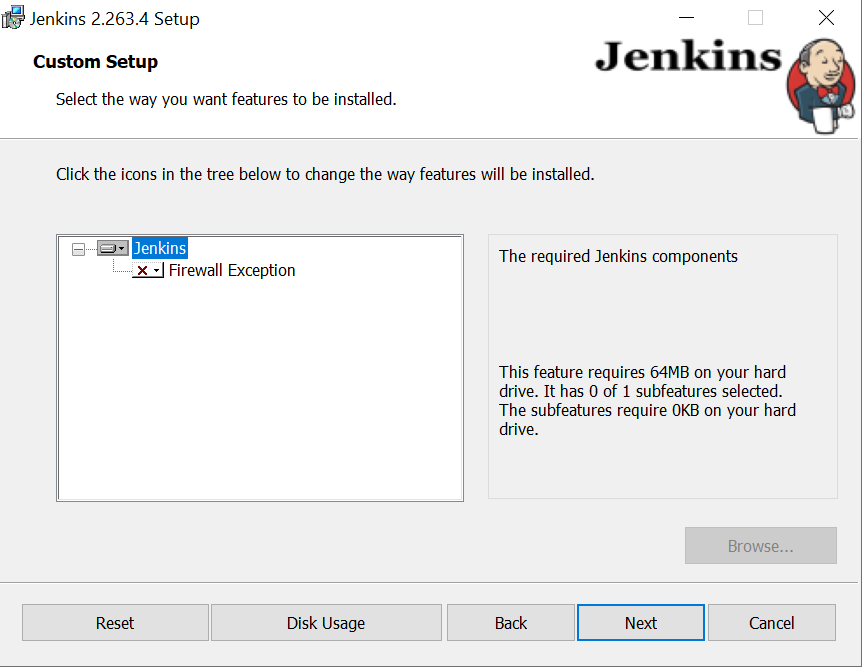 Jenkins 2.263.4 Setup
Custom Setup
Jenkins
Select the way you want features to be installed.
Click the icons in the tree below to change the way features will be installed.
Jenkins
Firewall Exception
The required Jenkins components
This feature requires 64MB on your hard
drive. It has 0 of 1 subfeatures selected.
The subfeatures require 0KB on your hard
drive.
Browse...
Reset
Disk Usage
Back
Next
Cancel